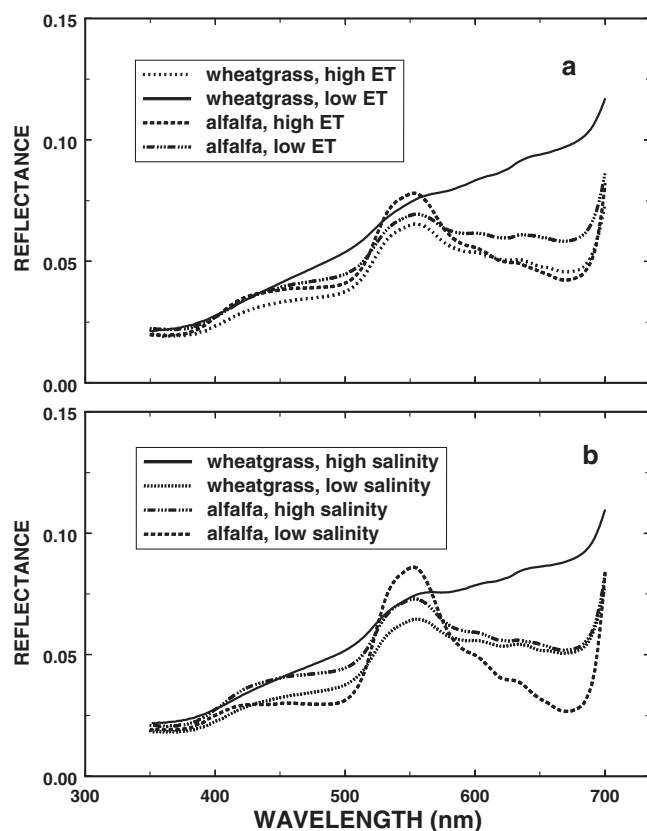 0.15
a
wheatgrass, high ET
wheatgrass, low ET
alfalfa, high ET
alfalfa, low ET
0.10
REFLECTANCE
0.05
0.00
0.15
b
wheatgrass, high salinity
wheatgrass, low salinity
alfalfa, high salinity
alfalfa, low salinity
0.10
REFLECTANCE
0.05
0.00
300 400 500 600 700
WAVELENGTH (nm)